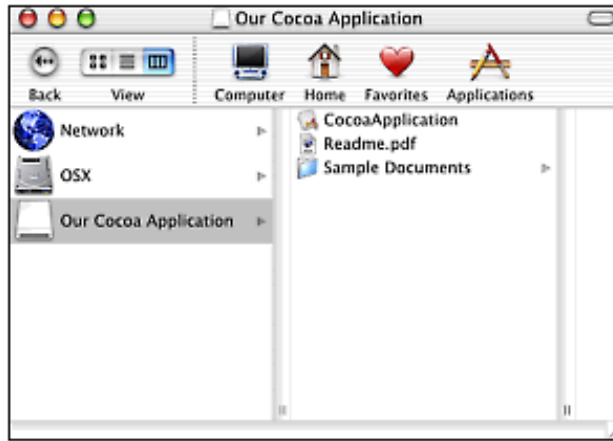 Our Cocoa Application
Back View Computer Home Favorites Applications
Network
OSX
Our Cocoa Application
CocoaApplication
Readme.pdf
Sample Documents